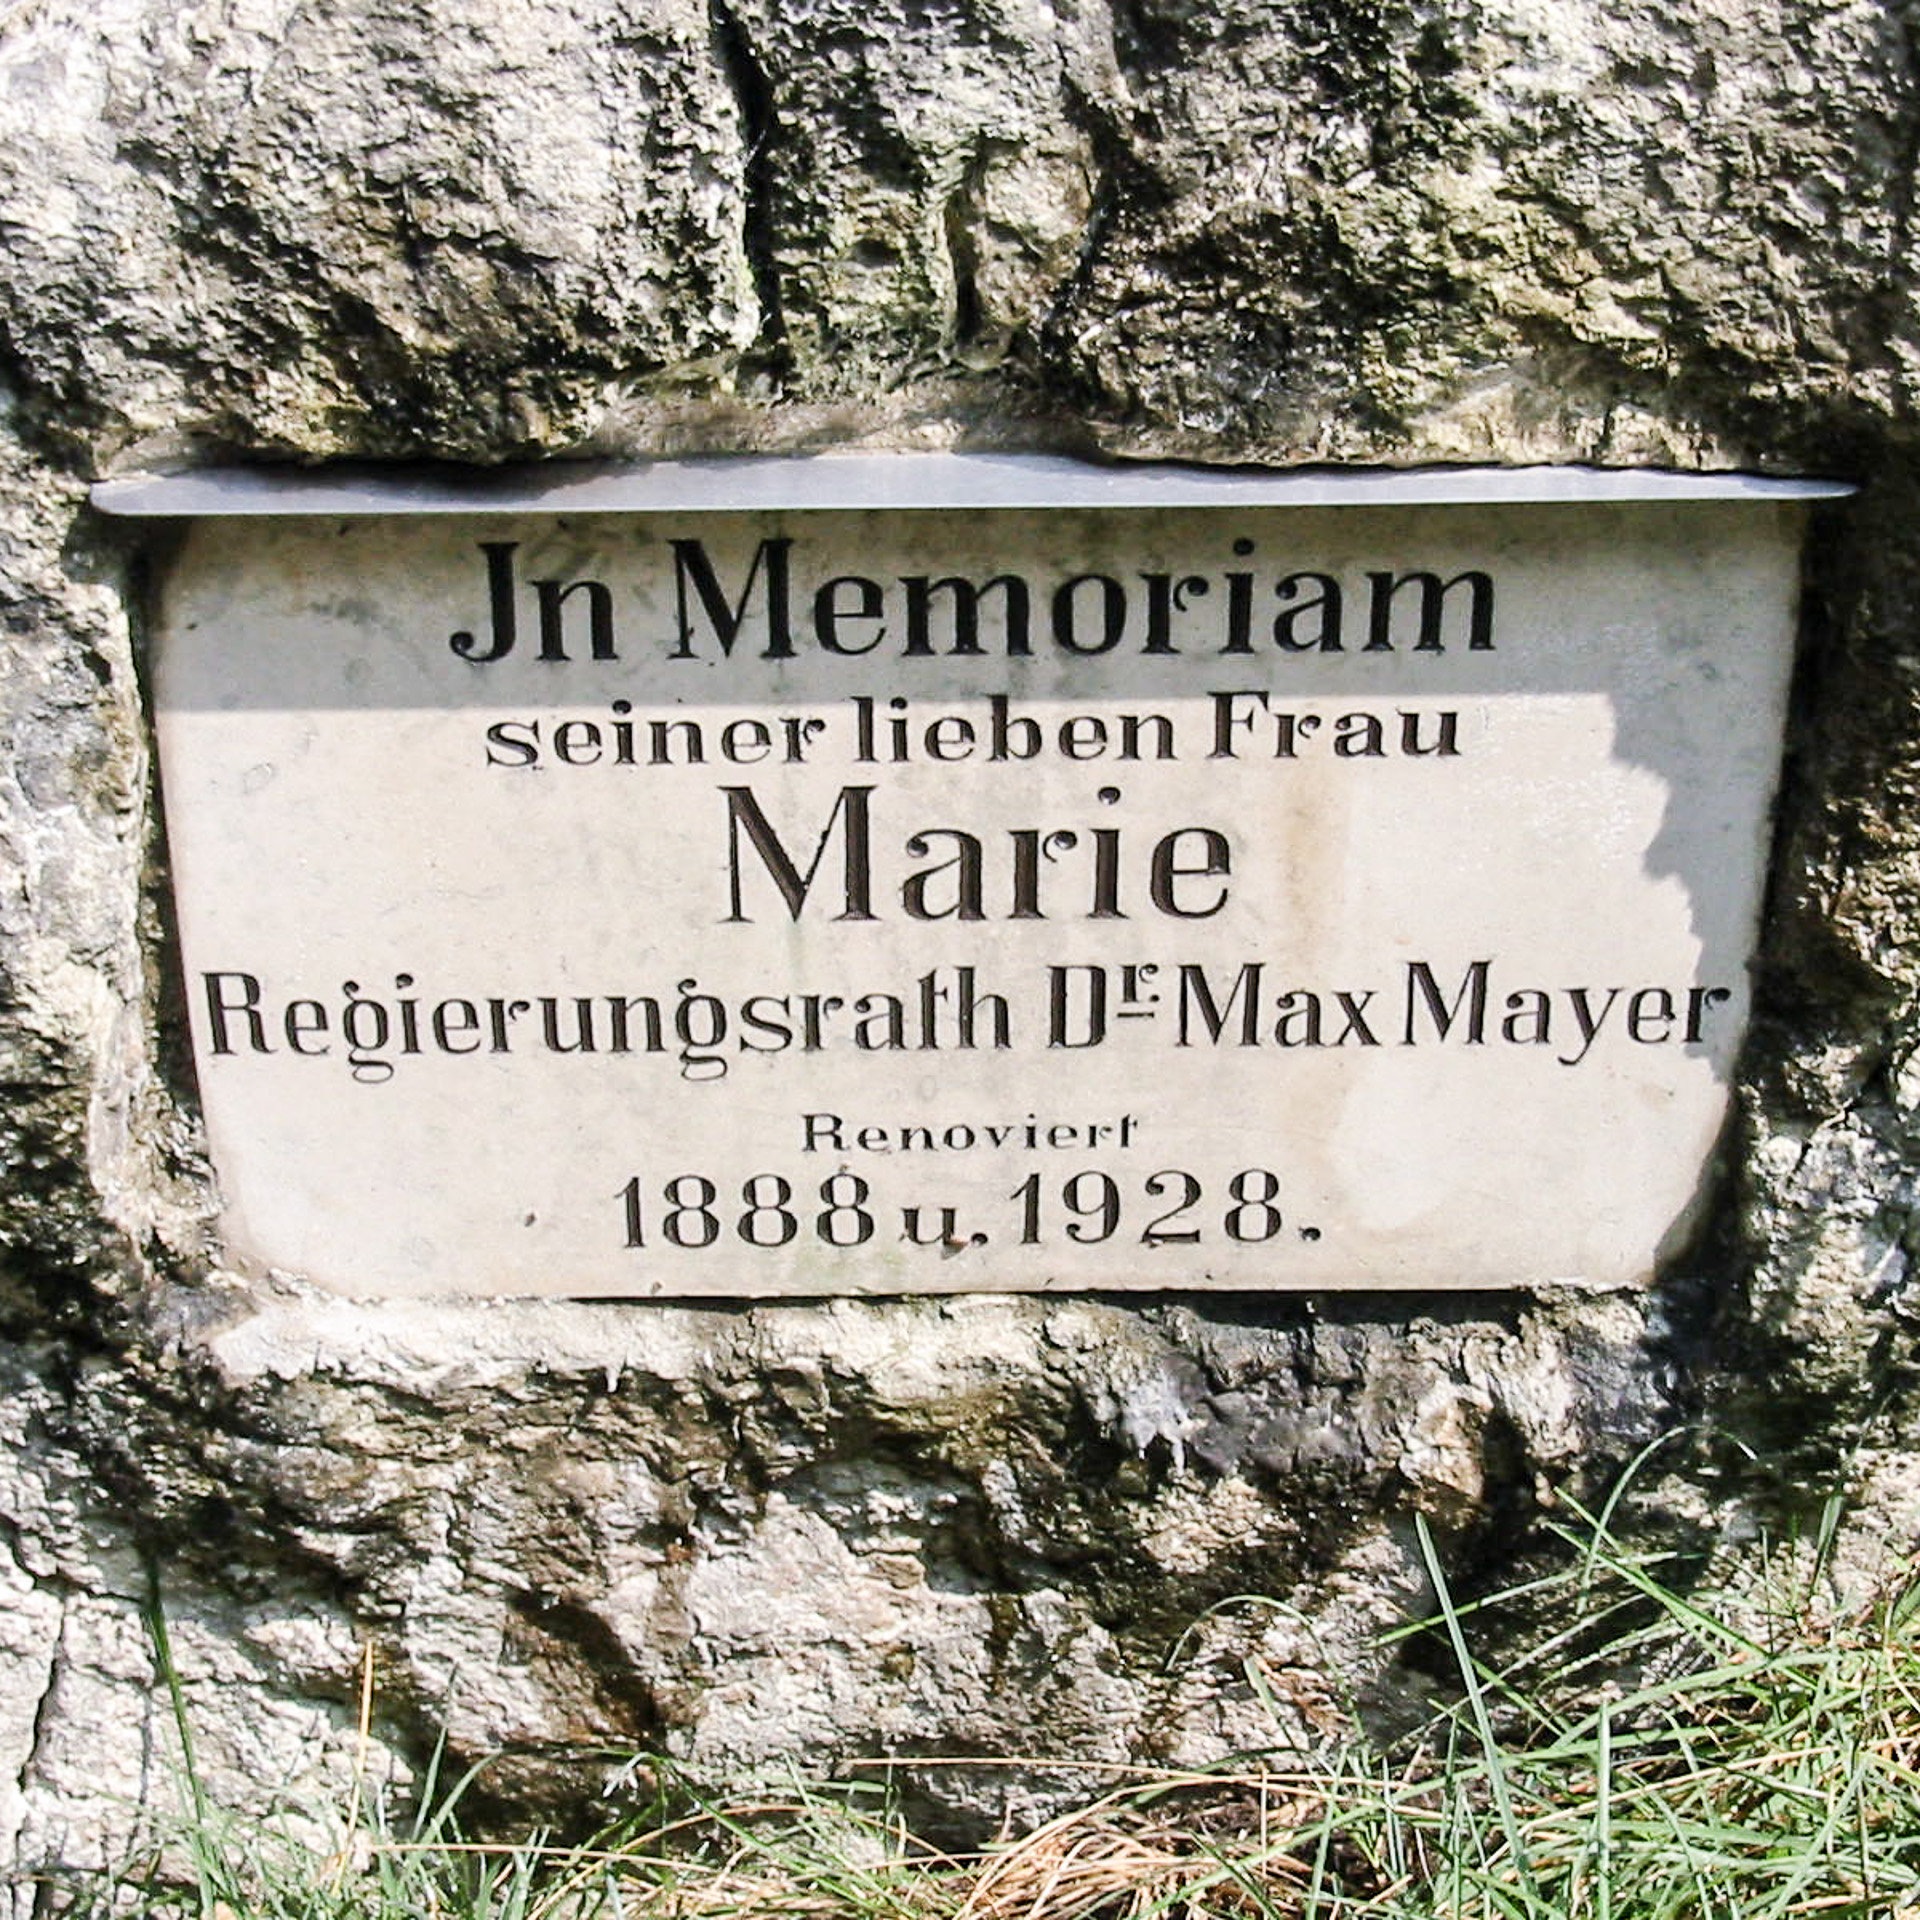 Jn Memoriam
seiner lieben Frau
Marie
Regierungsrath Dr. Max Mayer
Renoviert
1888 u. 1928.